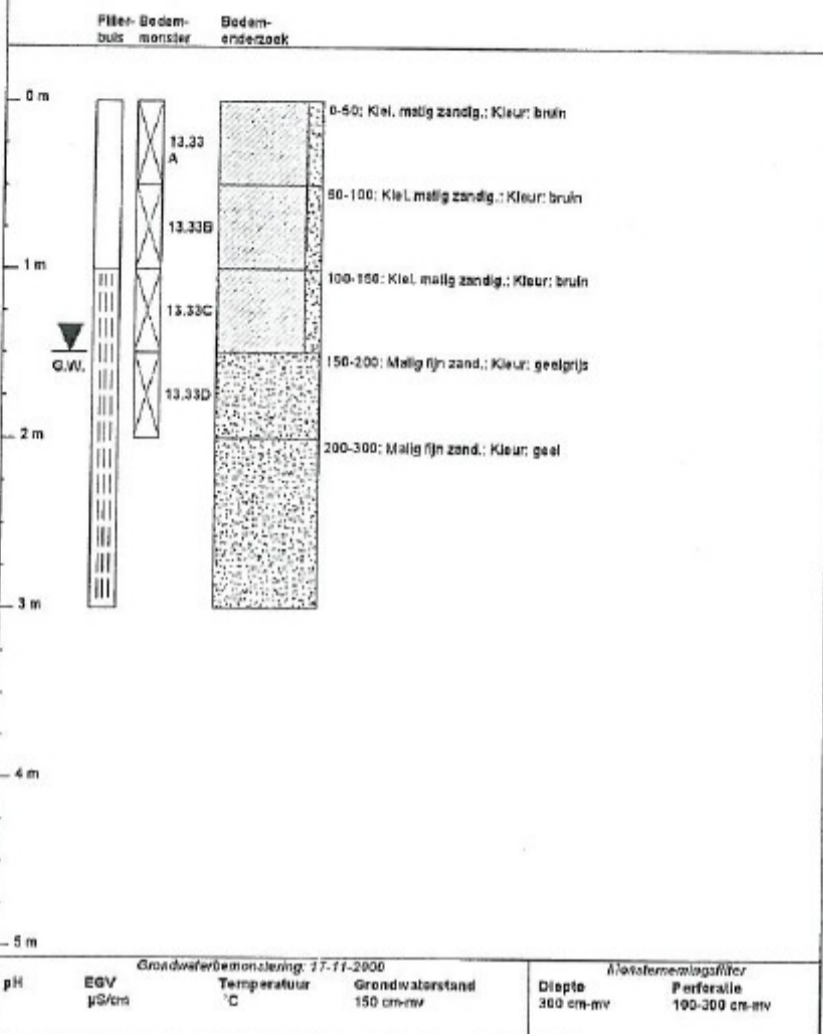 Filter- Bodem- Bodem-
buis monster onderzoek
0 m
0-50: Klei, matig zandig.; Kleur: bruin
13.33
A
50-100: Klei, matig zandig.; Kleur: bruin
13.33B
1 m
100-150: Klei, matig zandig.; Kleur: bruin
13.33C
G.W.
150-200: Matig fijn zand.; Kleur: geelgrijs
13.33D
2 m
200-300: Matig fijn zand.; Kleur: geel
3 m
4 m
5 m
Grondwaterbemonstering: 17-11-2000 Monsternemingsfilter
pH EGV Temperatuur Grondwaterstand Diepte Perforatie
µS/cm °C 150 cm-mv 300 cm-mv 100-300 cm-mv